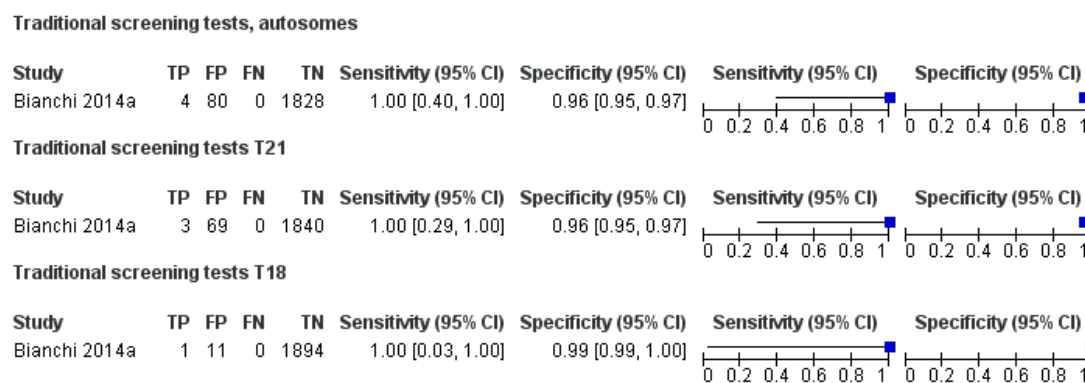 Traditional screening tests, autosomes
Study TP FP FN TN Sensitivity (95% CI) Specificity (95% CI) Sensitivity (95% CI) Specificity (95% CI)
Bianchi 2014a 4 80 0 1828 1.00 [0.40, 1.00] 0.96 [0.95, 0.97]
0 0.2 0.4 0.6 0.8 1 0 0.2 0.4 0.6 0.8 1
Traditional screening tests T21
Study TP FP FN TN Sensitivity (95% CI) Specificity (95% CI) Sensitivity (95% CI) Specificity (95% CI)
Bianchi 2014a 3 69 0 1840 1.00 [0.29, 1.00] 0.96 [0.95, 0.97]
0 0.2 0.4 0.6 0.8 1 0 0.2 0.4 0.6 0.8 1
Traditional screening tests T18
Study TP FP FN TN Sensitivity (95% CI) Specificity (95% CI) Sensitivity (95% CI) Specificity (95% CI)
Bianchi 2014a 1 11 0 1894 1.00 [0.03, 1.00] 0.99 [0.99, 1.00]
0 0.2 0.4 0.6 0.8 1 0 0.2 0.4 0.6 0.8 1